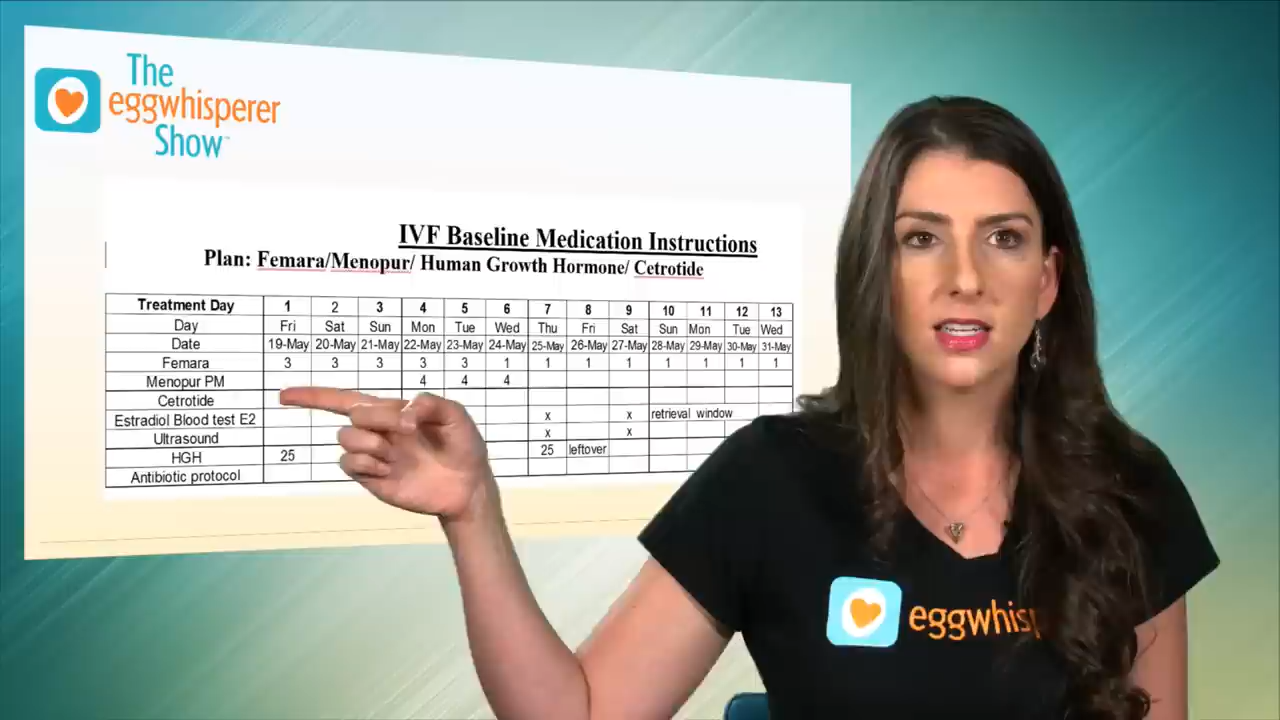 The
eggwhisperer
Show™
IVF Baseline Medication Instructions
Plan: Femara/Menopur/ Human Growth Hormone/ Cetrotide
Treatment Day 1 2 3 4 5 6 7 8 9 10 11 12 13
Day Fri Sat Sun Mon Tue Wed Thu Fri Sat Sun Mon Tue Wed
Date 19-May 20-May 21-May 22-May 23-May 24-May 25-May 26-May 27-May 28-May 29-May 30-May 31-May
Femara 3 3 3 3 3 1 1 1 1 1 1 1 1
Menopur PM 4 4 4
Cetrotide
Estradiol Blood test E2 x x retrieval window
Ultrasound x x
HGH 25 25 leftover
Antibiotic protocol
eggwhisp